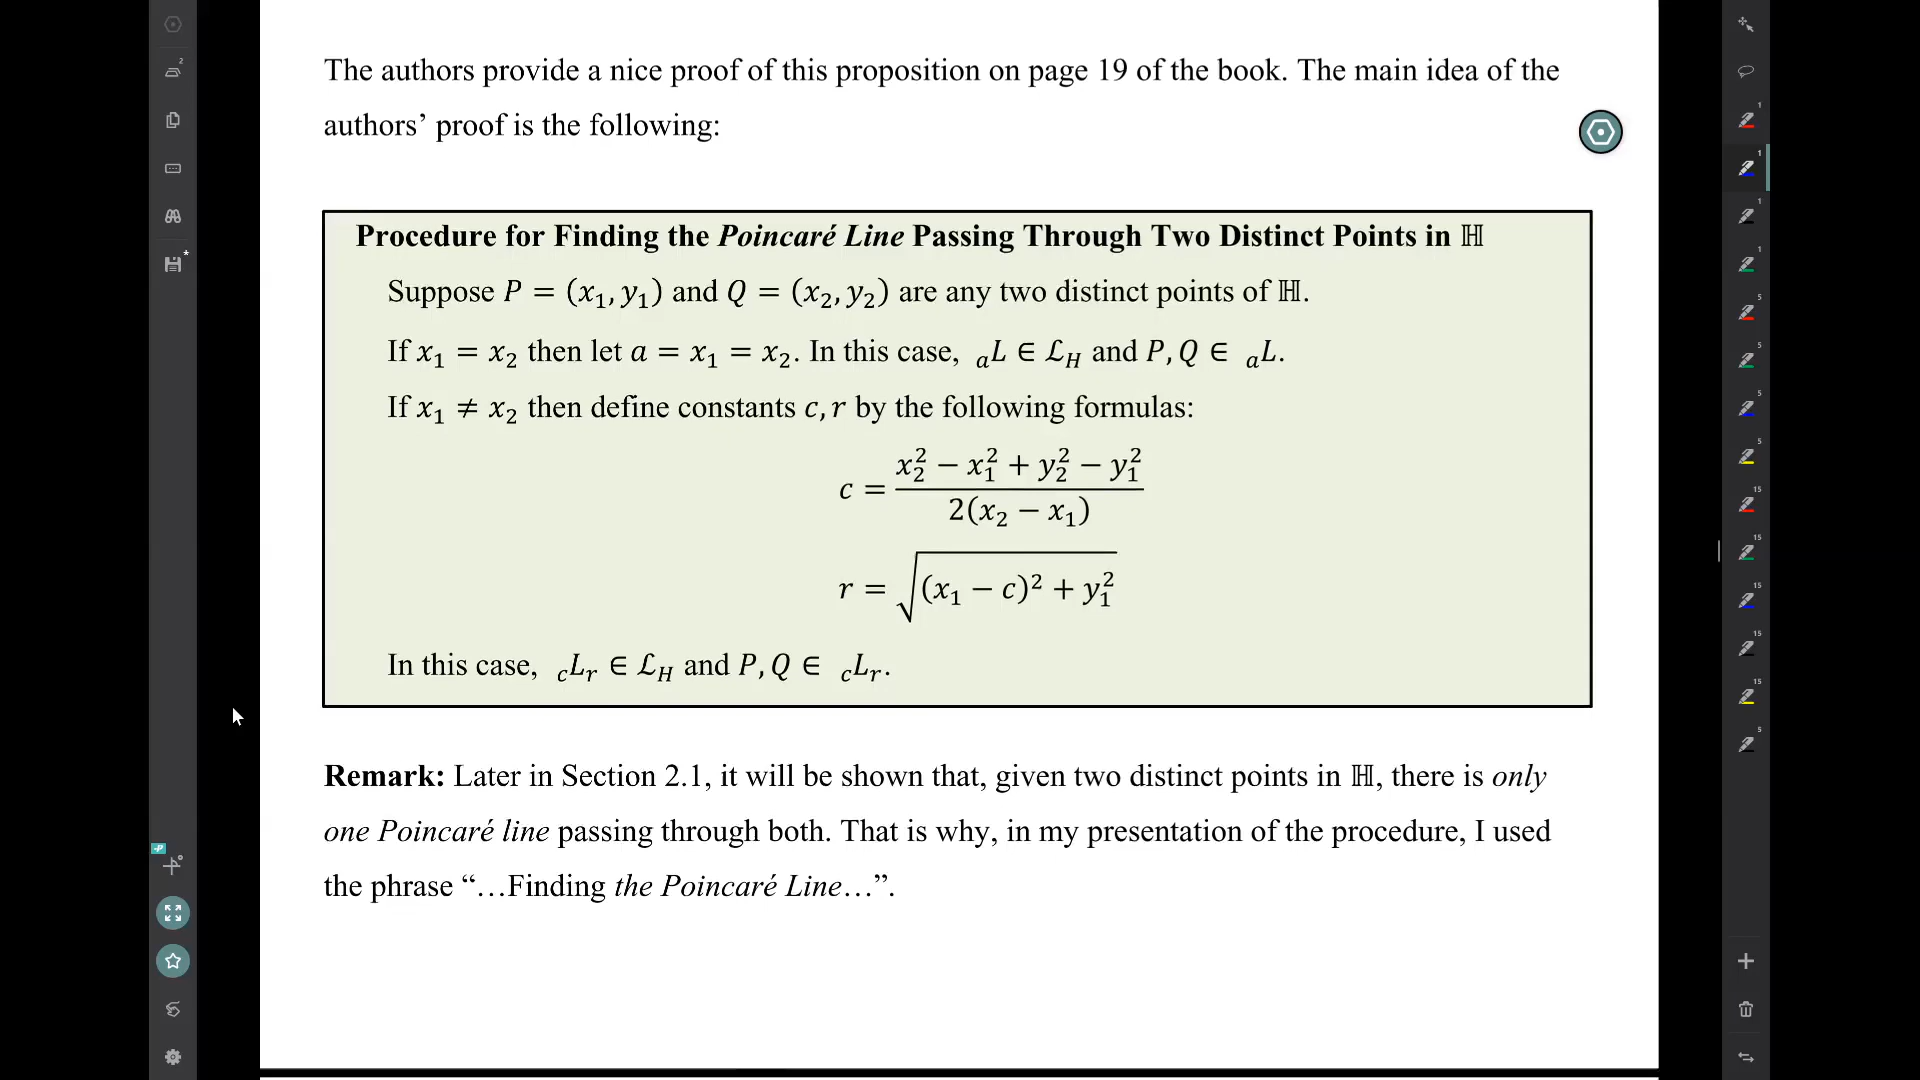 The authors provide a nice proof of this proposition on page 19 of the book. The main idea of the
authors’ proof is the following:
Procedure for Finding the Poincaré Line Passing Through Two Distinct Points in ℍ
Suppose P = (x₁, y₁) and Q = (x₂, y₂) are any two distinct points of ℍ.
If x₁ = x₂ then let a = x₁ = x₂. In this case, ₐL ∈ ℒ_H and P, Q ∈ ₐL.
If x₁ ≠ x₂ then define constants c, r by the following formulas:
c = (x₂² − x₁² + y₂² − y₁²) / (2(x₂ − x₁))
r = √((x₁ − c)² + y₁²)
In this case, _cL_r ∈ ℒ_H and P, Q ∈ _cL_r.
Remark: Later in Section 2.1, it will be shown that, given two distinct points in ℍ, there is only
one Poincaré line passing through both. That is why, in my presentation of the procedure, I used
the phrase “…Finding the Poincaré Line…”.